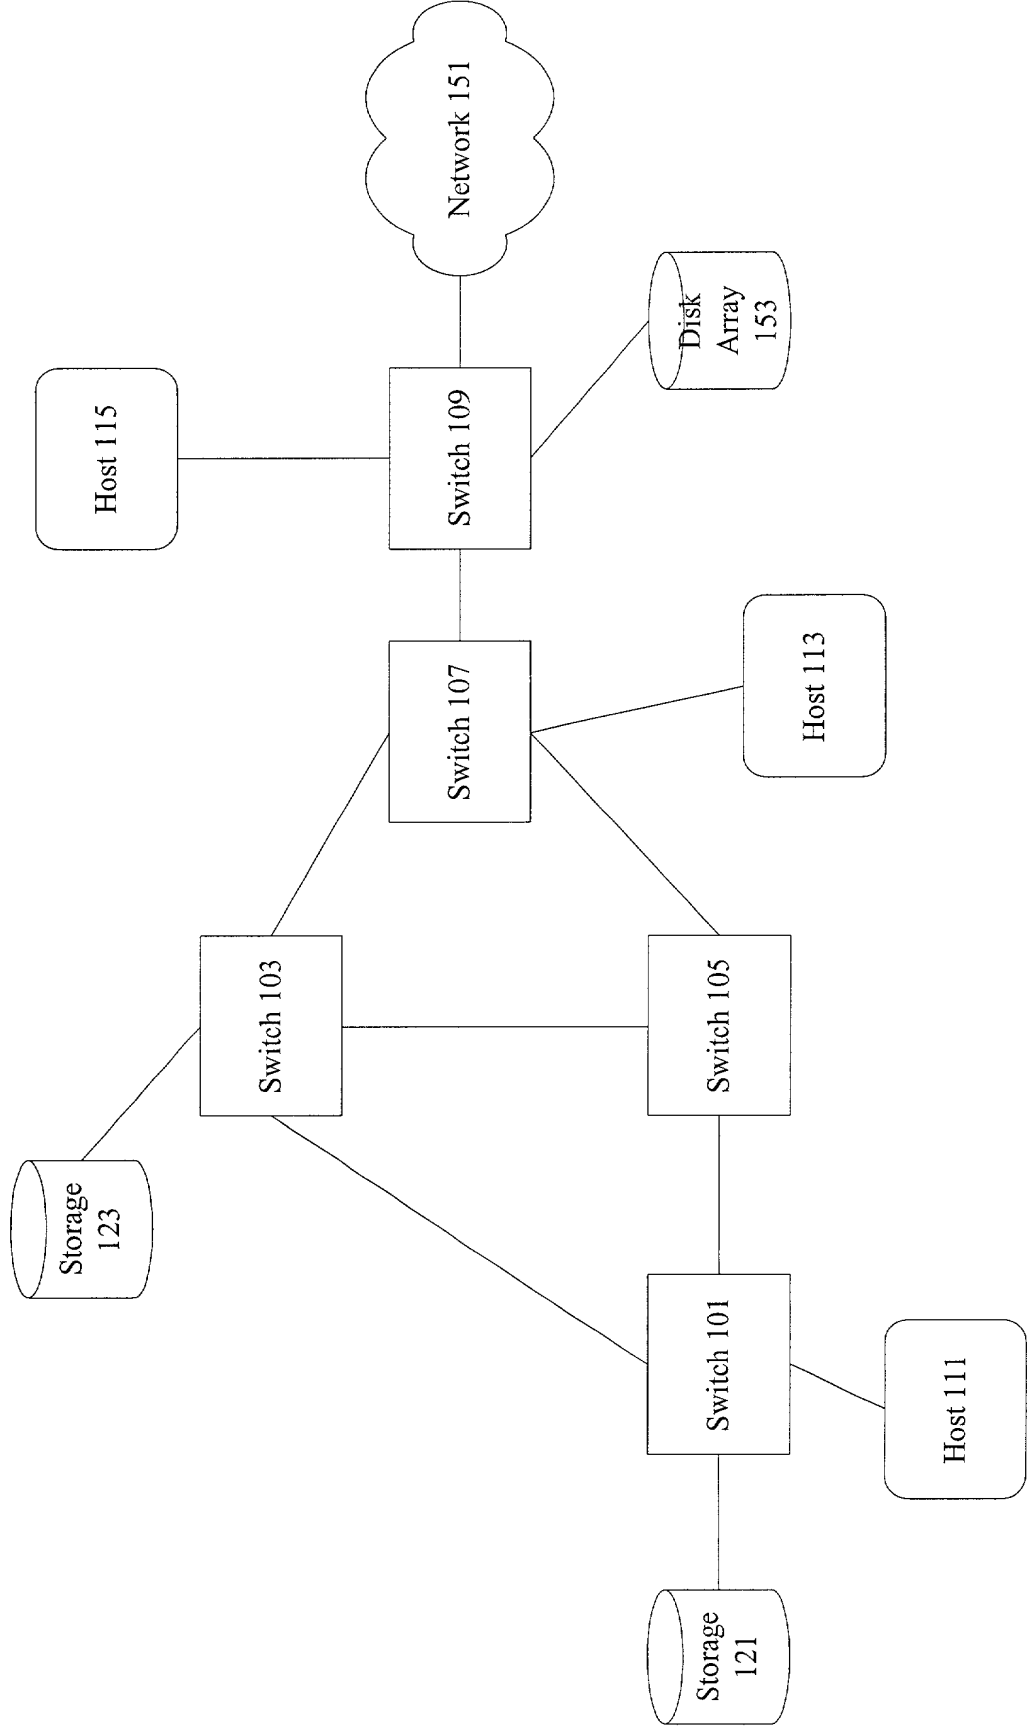 Host 115
Network 151
Switch 109
Disk
Array
153
Switch 107
Host 113
Storage
123
Switch 103
Switch 105
Switch 101
Host 111
Storage
121